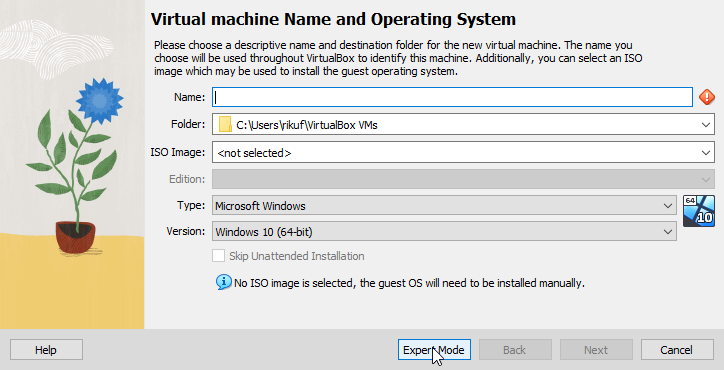 Virtual machine Name and Operating System
Please choose a descriptive name and destination folder for the new virtual machine. The name you
choose will be used throughout VirtualBox to identify this machine. Additionally, you can select an ISO
image which may be used to install the guest operating system.
Name:
Folder: C:\Users\rikuf\VirtualBox VMs
ISO Image: <not selected>
Edition:
Type: Microsoft Windows
64
10
Version: Windows 10 (64-bit)
Skip Unattended Installation
No ISO image is selected, the guest OS will need to be installed manually.
Help Expert Mode Back Next Cancel